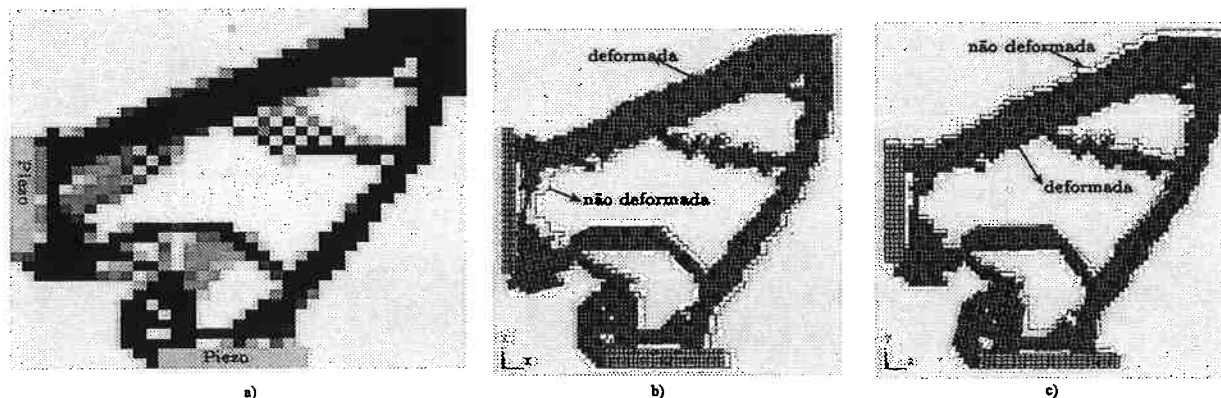 Piezo
Piezo
a)
deformada
não deformada
X
b)
não deformada
deformada
c)